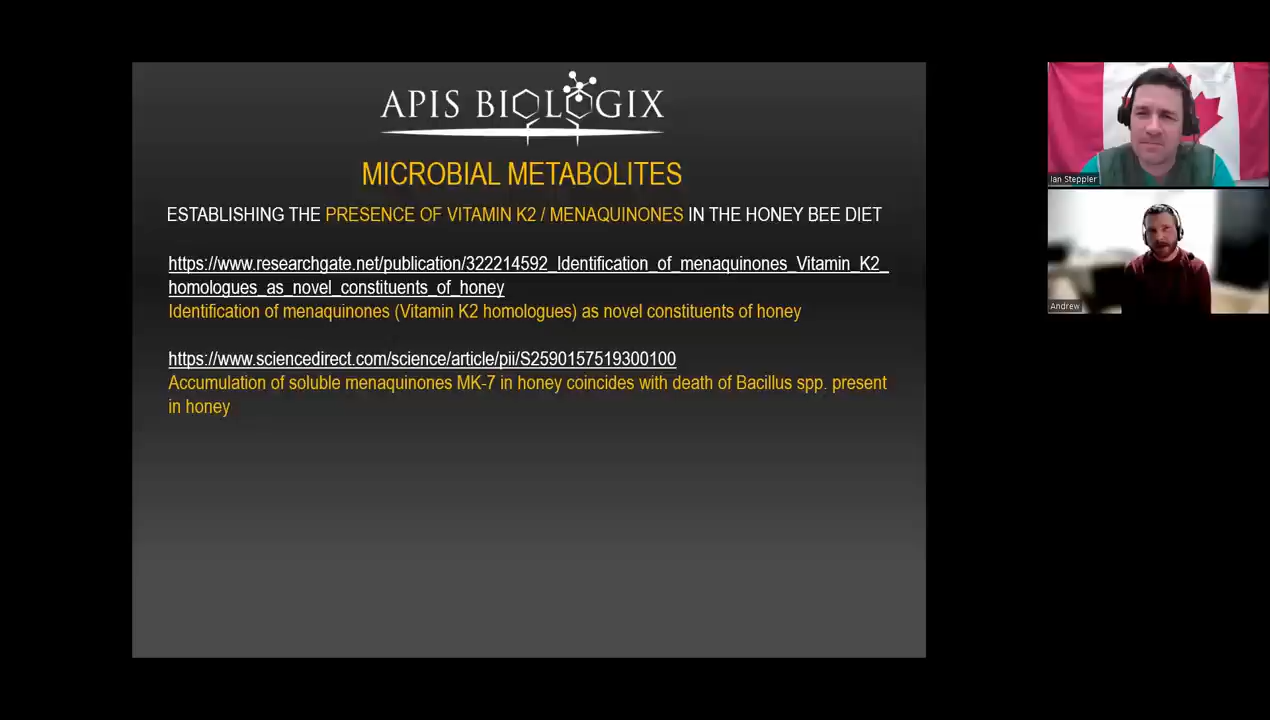 APIS BIOLOGIX
MICROBIAL METABOLITES
ESTABLISHING THE PRESENCE OF VITAMIN K2 / MENAQUINONES IN THE HONEY BEE DIET
https://www.researchgate.net/publication/322214592_Identification_of_menaquinones_Vitamin_K2_
homologues_as_novel_constituents_of_honey
Identification of menaquinones (Vitamin K2 homologues) as novel constituents of honey
https://www.sciencedirect.com/science/article/pii/S2590157519300100
Accumulation of soluble menaquinones MK-7 in honey coincides with death of Bacillus spp. present
in honey
Ian Steppler
Andrew